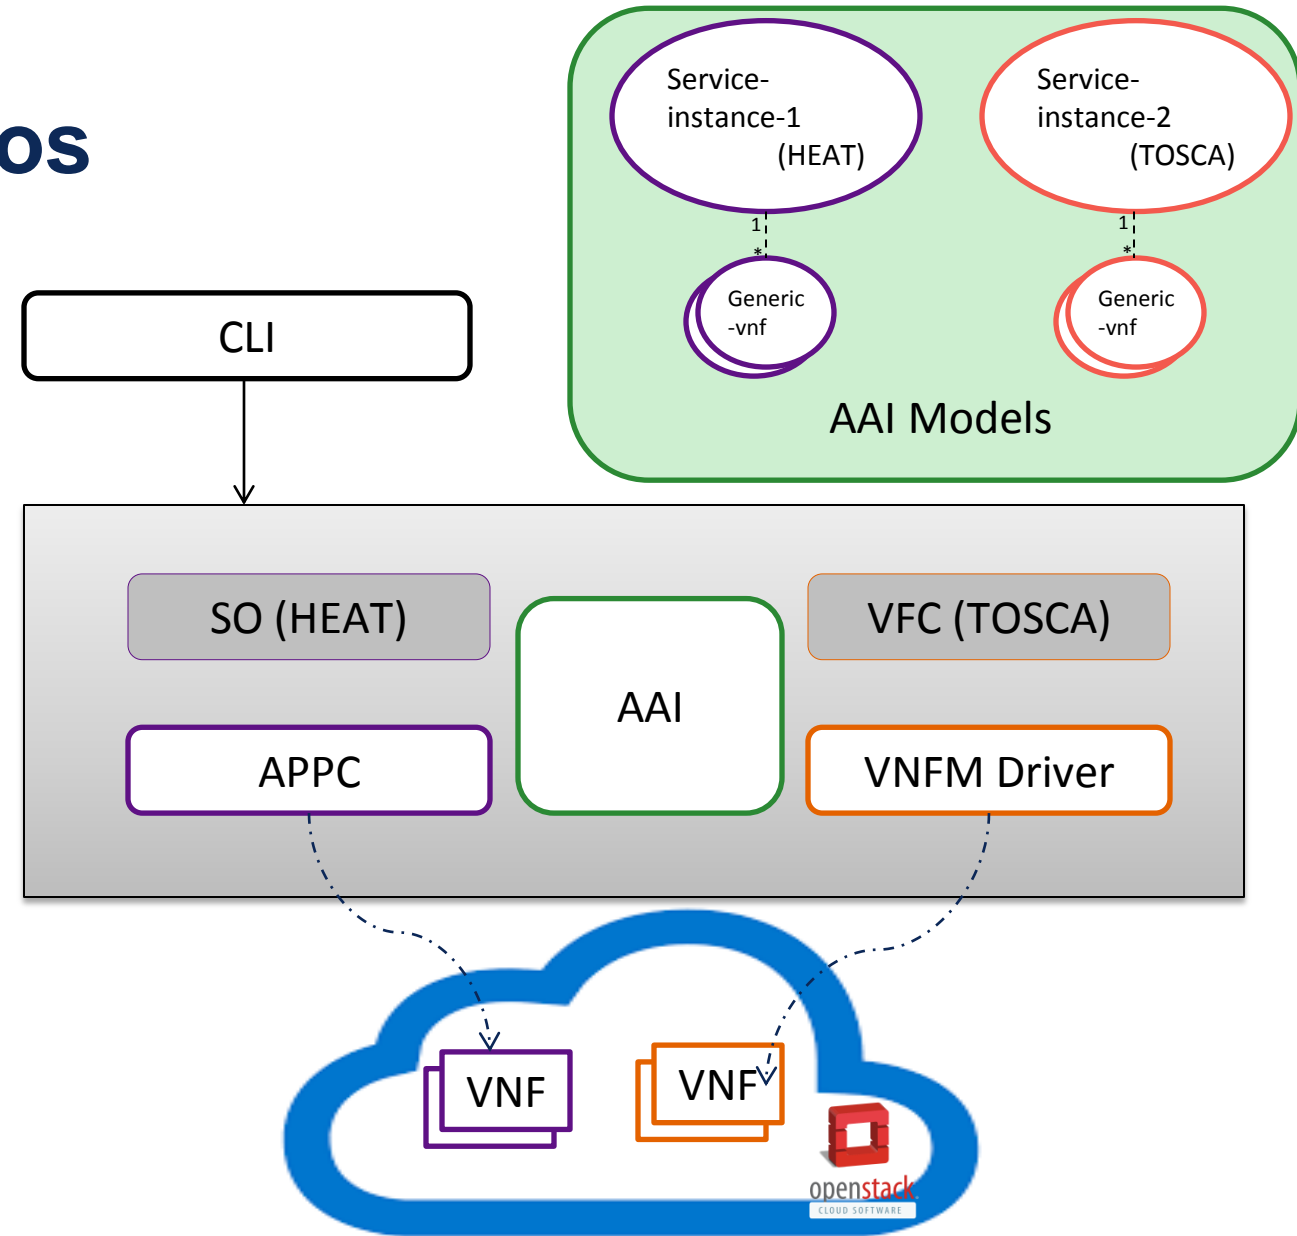 os
Service-
instance-1
(HEAT)
1
*
Generic
-vnf
Service-
instance-2
(TOSCA)
1
*
Generic
-vnf
AAI Models
CLI
SO (HEAT)
APPC
AAI
VFC (TOSCA)
VNFM Driver
VNF
VNF
openstack
CLOUD SOFTWARE